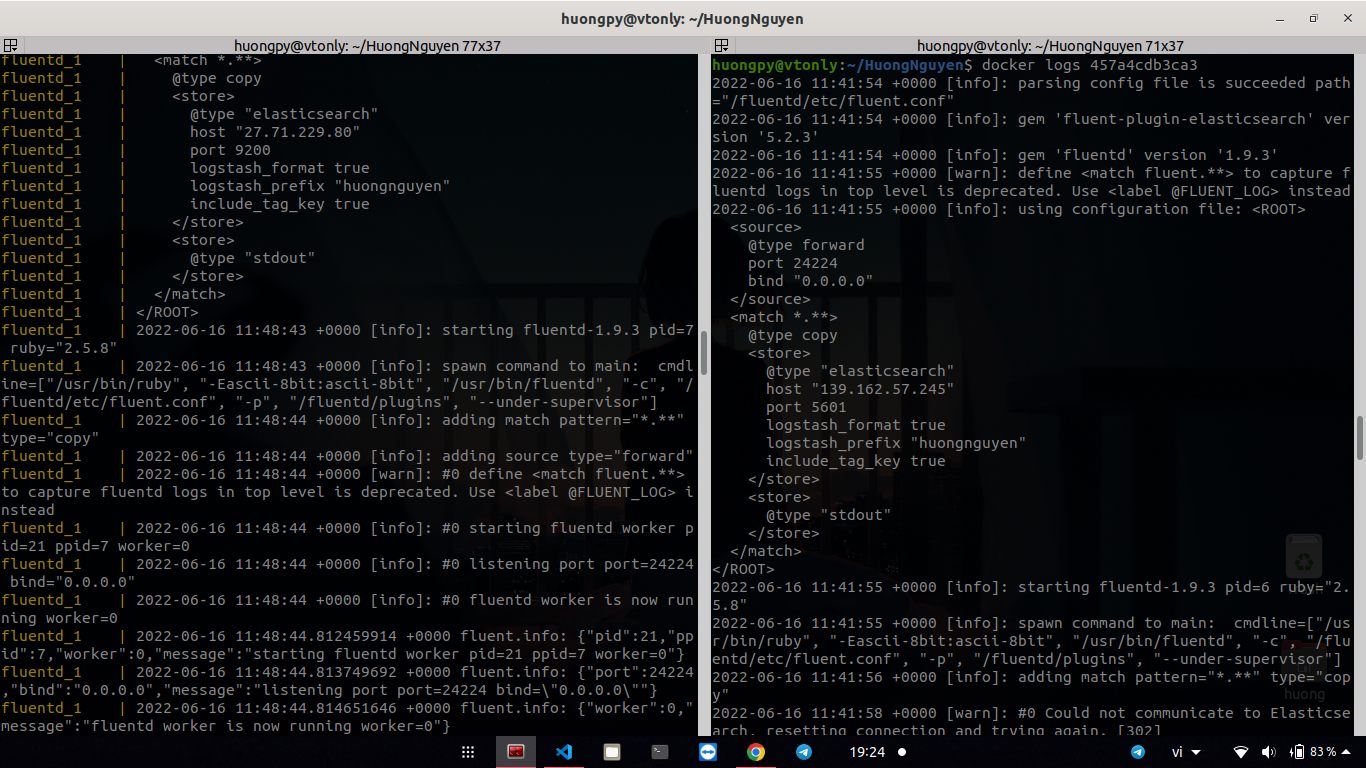 huongpy@vtonly: ~/HuongNguyen
huongpy@vtonly: ~/HuongNguyen 77x37
fluentd_1    |   <match *.**>
fluentd_1    |     @type copy
fluentd_1    |     <store>
fluentd_1    |       @type "elasticsearch"
fluentd_1    |       host "27.71.229.80"
fluentd_1    |       port 9200
fluentd_1    |       logstash_format true
fluentd_1    |       logstash_prefix "huongnguyen"
fluentd_1    |       include_tag_key true
fluentd_1    |     </store>
fluentd_1    |     <store>
fluentd_1    |       @type "stdout"
fluentd_1    |     </store>
fluentd_1    |   </match>
fluentd_1    | </ROOT>
fluentd_1    | 2022-06-16 11:48:43 +0000 [info]: starting fluentd-1.9.3 pid=7
 ruby="2.5.8"
fluentd_1    | 2022-06-16 11:48:43 +0000 [info]: spawn command to main:  cmdl
ine=["/usr/bin/ruby", "-Eascii-8bit:ascii-8bit", "/usr/bin/fluentd", "-c", "/
fluentd/etc/fluent.conf", "-p", "/fluentd/plugins", "--under-supervisor"]
fluentd_1    | 2022-06-16 11:48:44 +0000 [info]: adding match pattern="*.**"
type="copy"
fluentd_1    | 2022-06-16 11:48:44 +0000 [info]: adding source type="forward"
fluentd_1    | 2022-06-16 11:48:44 +0000 [warn]: #0 define <match fluent.**>
to capture fluentd logs in top level is deprecated. Use <label @FLUENT_LOG> i
nstead
fluentd_1    | 2022-06-16 11:48:44 +0000 [info]: #0 starting fluentd worker p
id=21 ppid=7 worker=0
fluentd_1    | 2022-06-16 11:48:44 +0000 [info]: #0 listening port port=24224
 bind="0.0.0.0"
fluentd_1    | 2022-06-16 11:48:44 +0000 [info]: #0 fluentd worker is now run
ning worker=0
fluentd_1    | 2022-06-16 11:48:44.812459914 +0000 fluent.info: {"pid":21,"pp
id":7,"worker":0,"message":"starting fluentd worker pid=21 ppid=7 worker=0"}
fluentd_1    | 2022-06-16 11:48:44.813749692 +0000 fluent.info: {"port":24224
,"bind":"0.0.0.0","message":"listening port port=24224 bind=\"0.0.0.0\""}
fluentd_1    | 2022-06-16 11:48:44.814651646 +0000 fluent.info: {"worker":0,"
message":"fluentd worker is now running worker=0"}
huongpy@vtonly: ~/HuongNguyen 71x37
huongpy@vtonly:~/HuongNguyen$ docker logs 457a4cdb3ca3
2022-06-16 11:41:54 +0000 [info]: parsing config file is succeeded path
="/fluentd/etc/fluent.conf"
2022-06-16 11:41:54 +0000 [info]: gem 'fluent-plugin-elasticsearch' ver
sion '5.2.3'
2022-06-16 11:41:54 +0000 [info]: gem 'fluentd' version '1.9.3'
2022-06-16 11:41:55 +0000 [warn]: define <match fluent.**> to capture f
luentd logs in top level is deprecated. Use <label @FLUENT_LOG> instead
2022-06-16 11:41:55 +0000 [info]: using configuration file: <ROOT>
  <source>
    @type forward
    port 24224
    bind "0.0.0.0"
  </source>
  <match *.**>
    @type copy
    <store>
      @type "elasticsearch"
      host "139.162.57.245"
      port 5601
      logstash_format true
      logstash_prefix "huongnguyen"
      include_tag_key true
    </store>
    <store>
      @type "stdout"
    </store>
  </match>
</ROOT>
2022-06-16 11:41:55 +0000 [info]: starting fluentd-1.9.3 pid=6 ruby="2.
5.8"
2022-06-16 11:41:55 +0000 [info]: spawn command to main:  cmdline=["/us
r/bin/ruby", "-Eascii-8bit:ascii-8bit", "/usr/bin/fluentd", "-c", "/flu
entd/etc/fluent.conf", "-p", "/fluentd/plugins", "--under-supervisor"]
2022-06-16 11:41:56 +0000 [info]: adding match pattern="*.**" type="cop
y"
huong
2022-06-16 11:41:58 +0000 [warn]: #0 Could not communicate to Elasticse
arch, resetting connection and trying again. [302]
19:24
vi
83 %